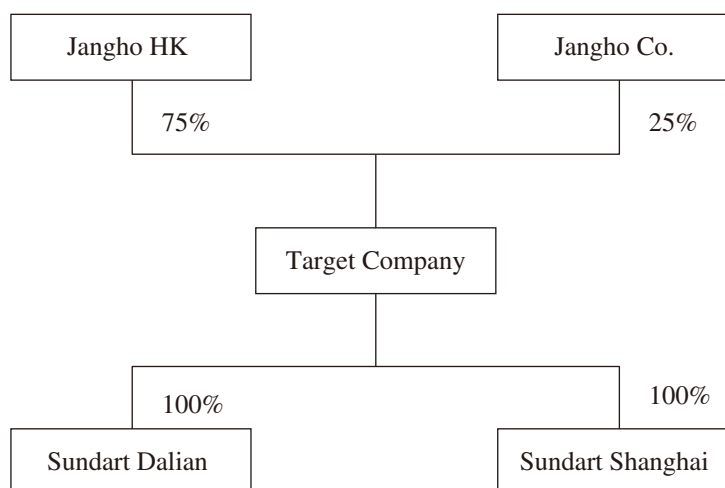 Jangho HK
Jangho Co.
75%
25%
Target Company
100%
100%
Sundart Dalian
Sundart Shanghai